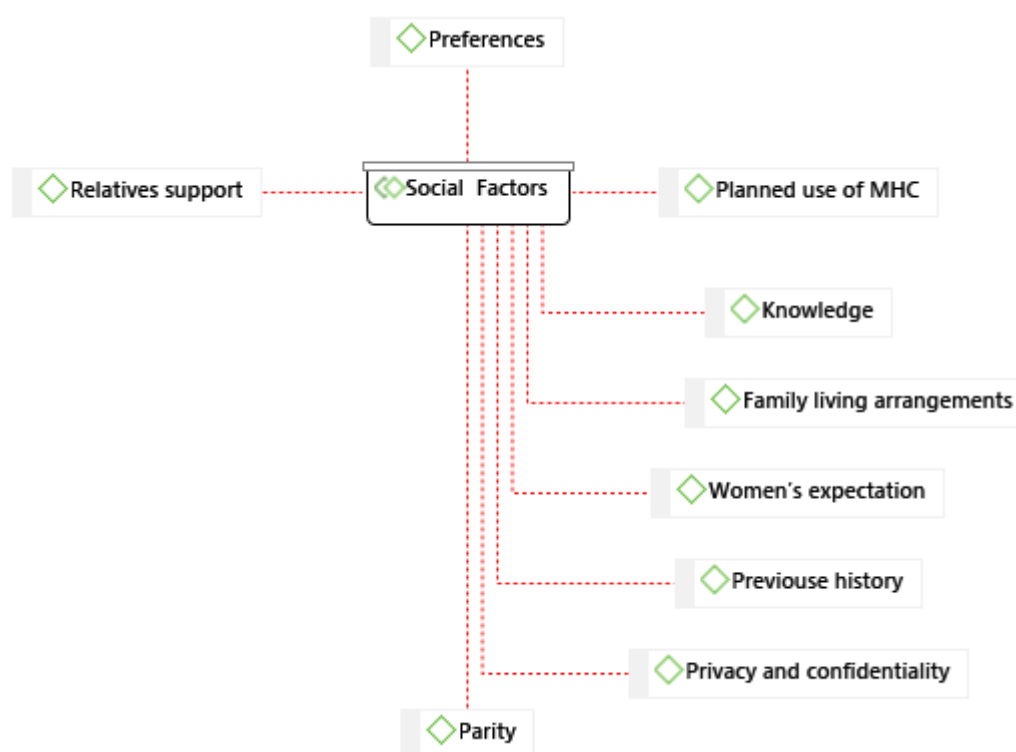 Preferences
Relatives support
Social Factors
Planned use of MHC
Knowledge
Family living arrangements
Women´s expectation
Previouse history
Privacy and confidentiality
Parity